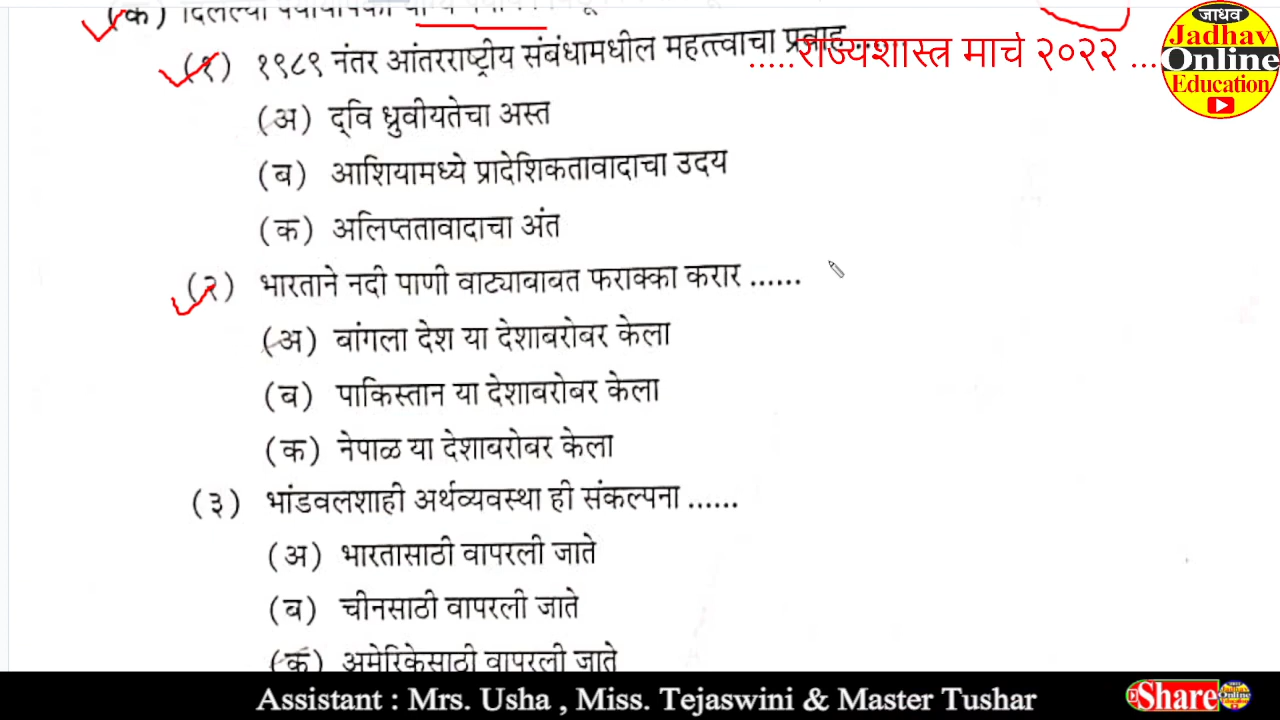 (क) दिलेल्या
(१) १९८९ नंतर आंतरराष्ट्रीय संबंधामधील महत्त्वाचा प्रवाह ....
.....राज्यशास्त्र मार्च २०२२ ...
जाधव
Jadhav
Online
Education
(अ) द्वि ध्रुवीयतेचा अस्त
(ब) आशियामध्ये प्रादेशिकतावादाचा उदय
(क) अलिप्ततावादाचा अंत
(२) भारताने नदी पाणी वाट्याबाबत फराक्का करार ......
(अ) बांगला देश या देशाबरोबर केला
(ब) पाकिस्तान या देशाबरोबर केला
(क) नेपाळ या देशाबरोबर केला
(३) भांडवलशाही अर्थव्यवस्था ही संकल्पना ......
(अ) भारतासाठी वापरली जाते
(ब) चीनसाठी वापरली जाते
(क) अमेरिकेसाठी वापरली जाते
Assistant : Mrs. Usha , Miss. Tejaswini & Master Tushar
Share